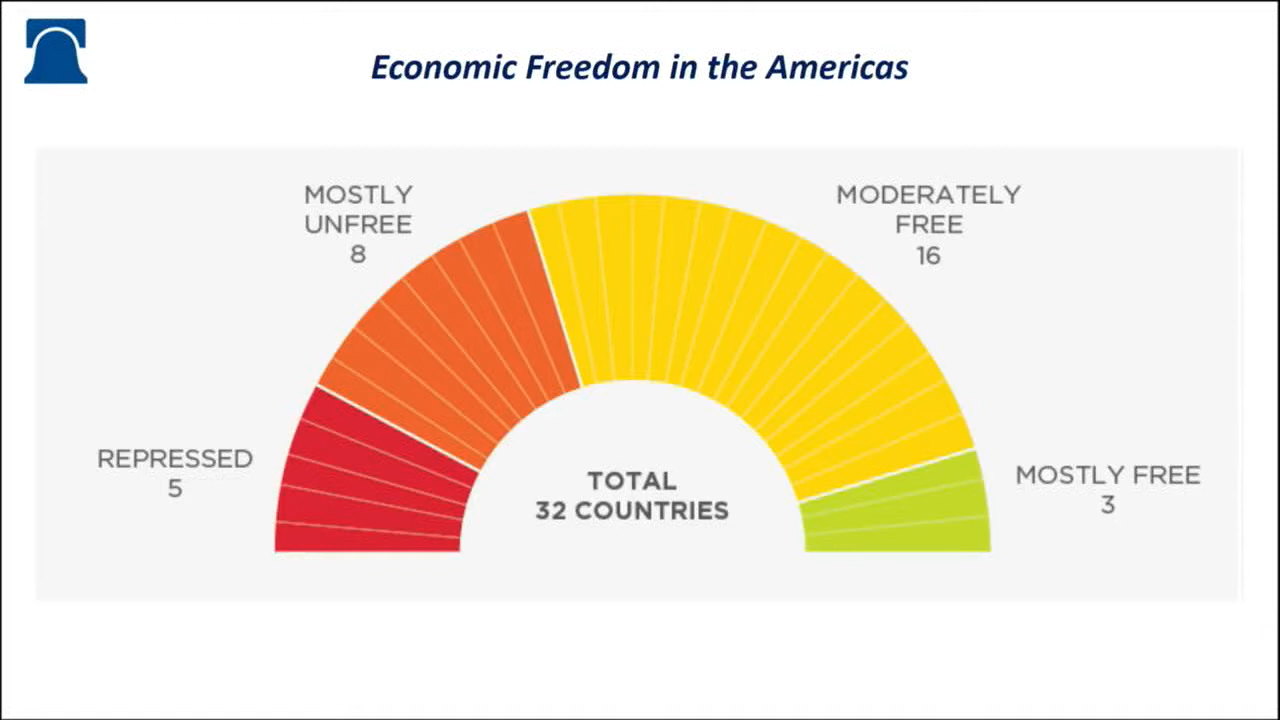 Economic Freedom in the Americas
MOSTLY
UNFREE
8
MODERATELY
FREE
16
REPRESSED
5
TOTAL
32 COUNTRIES
MOSTLY FREE
3